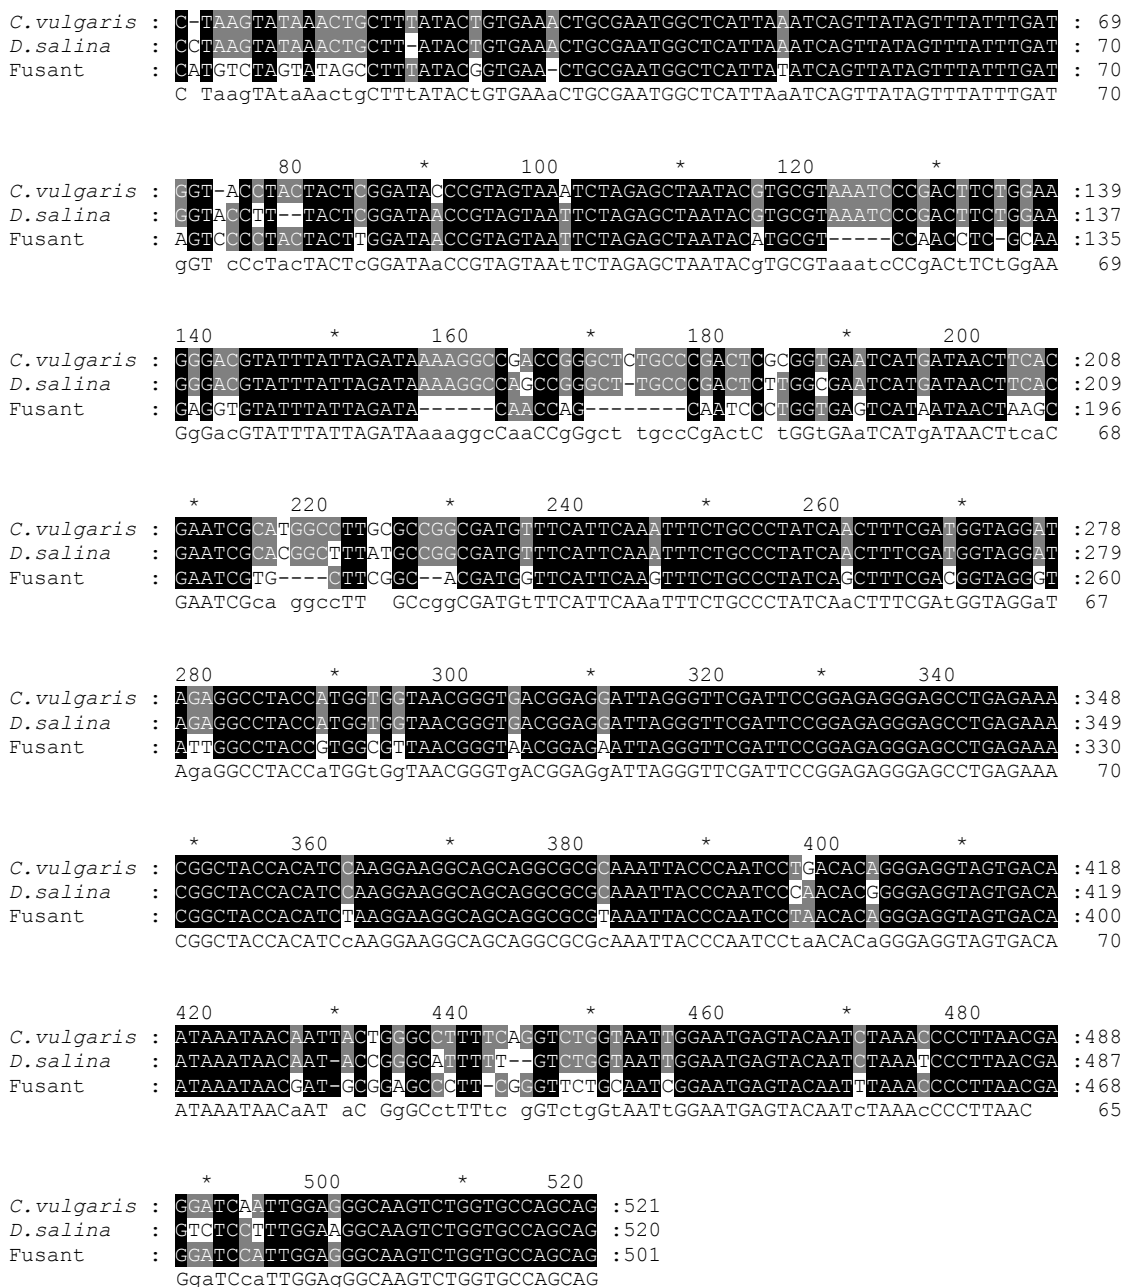 C.vulgaris : C-TAAGTATAAACTGCTTTATACTGTGAAACTGCGAATGGCTCATTAAATCAGTTATAGTTTATTTGAT : 69
D.salina : CCTAAGTATAAACTGCTT-ATACTGTGAAACTGCGAATGGCTCATTAAATCAGTTATAGTTTATTTGAT : 70
Fusant : CATGTCTAGTATAGCCTTTATACGGTGAA-CTGCGAATGGCTCATTATATCAGTTATAGTTTATTTGAT : 70
C TaagTAtaAactgCTTtATACtGTGAAaCTGCGAATGGCTCATTAaATCAGTTATAGTTTATTTGAT 70
80 * 100 * 120 *
C.vulgaris : GGT-ACCTACTACTCGGATACCCGTAGTAAATCTAGAGCTAATACGTGCGTAAATCCCGACTTCTGGAA :139
D.salina : GGTACCTT--TACTCGGATAACCGTAGTAATTCTAGAGCTAATACGTGCGTAAATCCCGACTTCTGGAA :137
Fusant : AGTCCCCTACTACTTGGATAACCGTAGTAATTCTAGAGCTAATACATGCGT-----CCAACCTC-GCAA :135
gGT cCcTacTACTcGGATAaCCGTAGTAAtTCTAGAGCTAATACgTGCGTaaatcCCgACtTCtGgAA 69
140 * 160 * 180 * 200
C.vulgaris : GGGACGTATTTATTAGATAAAAGGCCGACCGGGCTCTGCCCGACTCGCGGTGAATCATGATAACTTCAC :208
D.salina : GGGACGTATTTATTAGATAAAAGGCCAGCCGGGCT-TGCCCGACTCTTGGCGAATCATGATAACTTCAC :209
Fusant : GAGGTGTATTTATTAGATA------CAACCAG--------CAATCCCTGGTGAGTCATAATAACTAAGC :196
GgGacGTATTTATTAGATAaaaggcCaaCCgGgct tgccCgActC tGGtGAaTCATgATAACTtcaC 68
* 220 * 240 * 260 *
C.vulgaris : GAATCGCATGGCCTTGCGCCGGCGATGTTTCATTCAAATTTCTGCCCTATCAACTTTCGATGGTAGGAT :278
D.salina : GAATCGCACGGCTTTATGCCGGCGATGTTTCATTCAAATTTCTGCCCTATCAACTTTCGATGGTAGGAT :279
Fusant : GAATCGTG----CTTCGGC--ACGATGGTTCATTCAAGTTTCTGCCCTATCAGCTTTCGACGGTAGGGT :260
GAATCGca ggccTT GCcggCGATGtTTCATTCAAaTTTCTGCCCTATCAaCTTTCGAtGGTAGGaT 67
280 * 300 * 320 * 340
C.vulgaris : AGAGGCCTACCATGGTGGTAACGGGTGACGGAGGATTAGGGTTCGATTCCGGAGAGGGAGCCTGAGAAA :348
D.salina : AGAGGCCTACCATGGTGGTAACGGGTGACGGAGGATTAGGGTTCGATTCCGGAGAGGGAGCCTGAGAAA :349
Fusant : ATTGGCCTACCGTGGCGTTAACGGGTAACGGAGAATTAGGGTTCGATTCCGGAGAGGGAGCCTGAGAAA :330
AgaGGCCTACCaTGGtGgTAACGGGTgACGGAGgATTAGGGTTCGATTCCGGAGAGGGAGCCTGAGAAA 70
* 360 * 380 * 400 *
C.vulgaris : CGGCTACCACATCCAAGGAAGGCAGCAGGCGCGCAAATTACCCAATCCTGACACAGGGAGGTAGTGACA :418
D.salina : CGGCTACCACATCCAAGGAAGGCAGCAGGCGCGCAAATTACCCAATCCCAACACGGGGAGGTAGTGACA :419
Fusant : CGGCTACCACATCTAAGGAAGGCAGCAGGCGCGTAAATTACCCAATCCTAACACAGGGAGGTAGTGACA :400
CGGCTACCACATCcAAGGAAGGCAGCAGGCGCGcAAATTACCCAATCCtaACACaGGGAGGTAGTGACA 70
420 * 440 * 460 * 480
C.vulgaris : ATAAATAACAATTACTGGGCCTTTTCAGGTCTGGTAATTGGAATGAGTACAATCTAAACCCCTTAACGA :488
D.salina : ATAAATAACAAT-ACCGGGCATTTTT--GTCTGGTAATTGGAATGAGTACAATCTAAATCCCTTAACGA :487
Fusant : ATAAATAACGAT-GCGGAGCCCTT-CGGGTTCTGCAATCGGAATGAGTACAATTTAAACCCCTTAACGA :468
ATAAATAACaAT aC GgGCctTTtc gGTctgGtAATtGGAATGAGTACAATcTAAAcCCCTTAAC 65
* 500 * 520
C.vulgaris : GGATCAATTGGAGGGCAAGTCTGGTGCCAGCAG :521
D.salina : GTCTCCTTTGGAAGGCAAGTCTGGTGCCAGCAG :520
Fusant : GGATCCATTGGAGGGCAAGTCTGGTGCCAGCAG :501
GgaTCcaTTGGAgGGCAAGTCTGGTGCCAGCAG